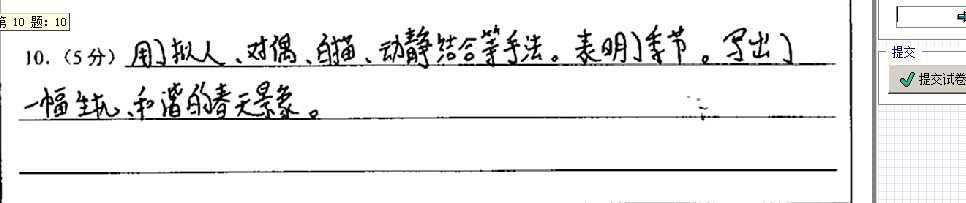 第 10 题: 10
10. (5分) 用了拟人、对偶、白描、动静结合等手法。表明了季节。写出了
一幅生机、和谐的春天景象。
提交
提交试卷